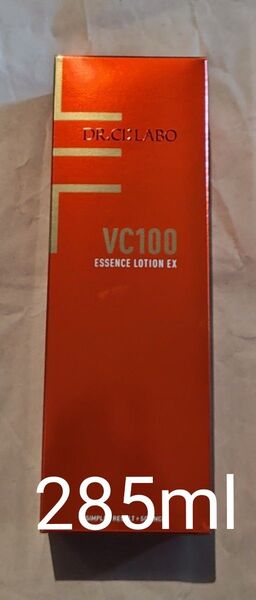 DR.CI:LABO
VC100
ESSENCE LOTION EX
285ml